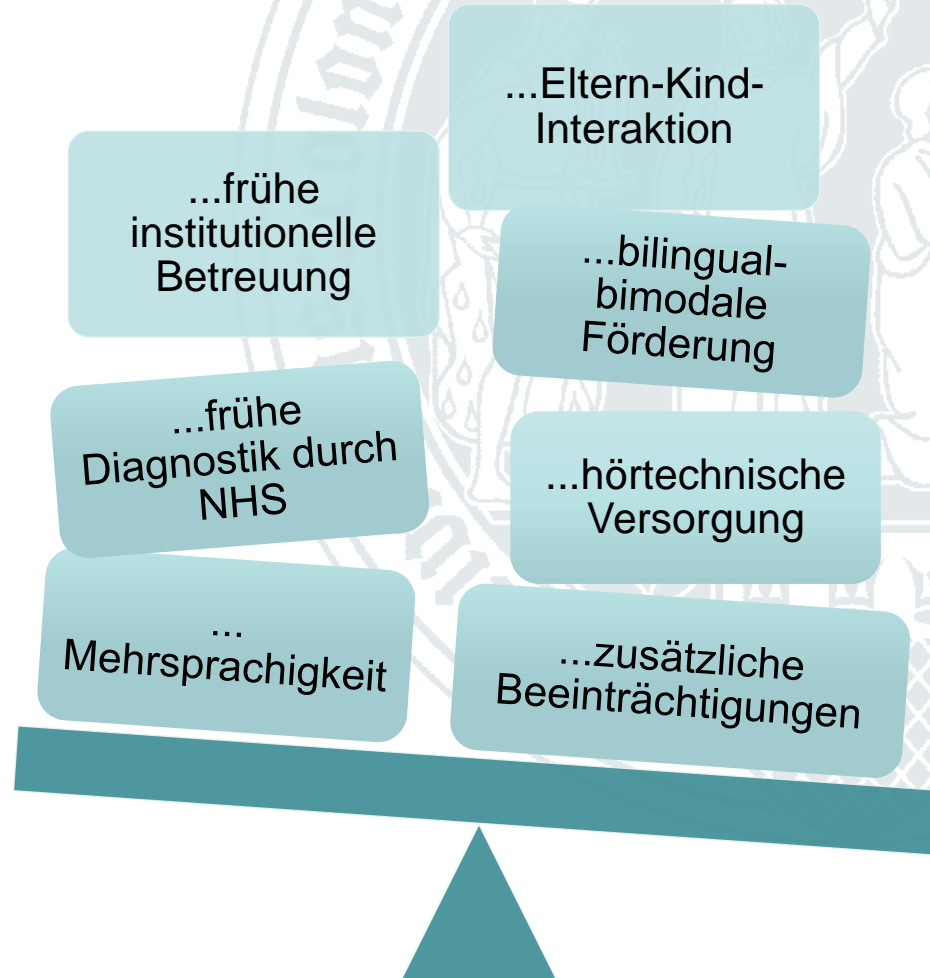 ...Eltern-Kind-
Interaktion
...frühe
institutionelle
Betreuung
...bilingual-
bimodale
Förderung
...frühe
Diagnostik durch
NHS
...hörtechnische
Versorgung
...
Mehrsprachigkeit
...zusätzliche
Beeinträchtigungen